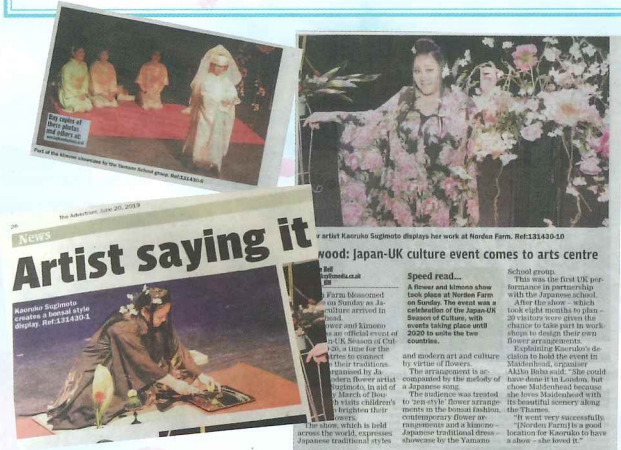 Buy copies of
these photos
and others at:
Part of the kimono showcase by the Yamano School group. Ref:131430-6
artist Kaoruko Sugimoto displays her work at Norden Farm. Ref:131430-10
26
The Advertiser, June 20, 2019
News
Artist saying it
Kaoruko Sugimoto
creates a bonsai style
display. Ref:131430-1
wood: Japan-UK culture event comes to arts centre
Farm blossomed
on Sunday as Ja-
culture arrived in
ower and kimono
as an official event of
n-UK Season of Cul-
a time for the
tries to connect
their traditions.
organised by Ja-
odern flower artist
Sugimoto, in aid of
March of Bou-
h visits children's
brighten their
owers.
The show, which is held
across the world, expresses
Japanese traditional styles
Speed read...
A flower and kimono show
took place at Norden Farm
on Sunday. The event was a
celebration of the Japan-UK
Season of Culture, with
events taking place until
2020 to unite the two
countries.
and modern art and culture
by virtue of flowers.
The arrangement is ac-
companied by the melody of
a Japanese song.
The audience was treated
to 'zen style' flower arrange-
ments in the bonsai fashion,
contemporary flower ar-
rangements and a kimono –
Japanese traditional dress –
showcase by the Yamano
School group.
This was the first UK per-
formance in partnership
with the Japanese school.
After the show – which
took eight months to plan –
20 visitors were given the
chance to take part in work-
shops to design their own
flower arrangements.
Explaining Kaoruko's de-
cision to hold the event in
Maidenhead, organiser
Akiko said: "She could
have done it in London, but
chose Maidenhead because
she loves Maidenhead with
its beautiful scenery along
the Thames.
"It went very successfully.
"[Norden Farm] is a good
location for Kaoruko to have
a show – she loved it."